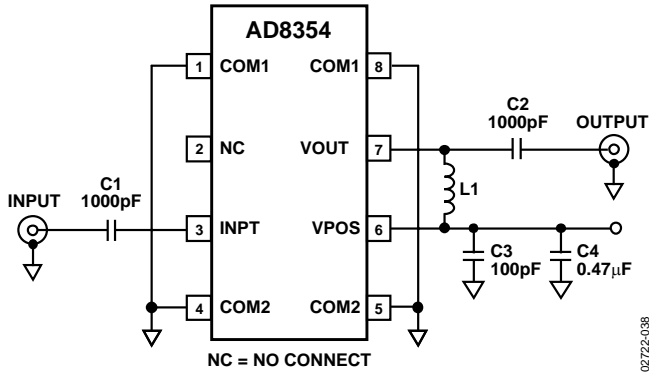 AD8354
1 COM1 COM1 8
C2
1000pF
OUTPUT
2 NC VOUT 7
C1
1000pF
L1
INPUT
3 INPT VPOS 6
C3
100pF
C4
0.47µF
4 COM2 COM2 5
NC = NO CONNECT
02722-038